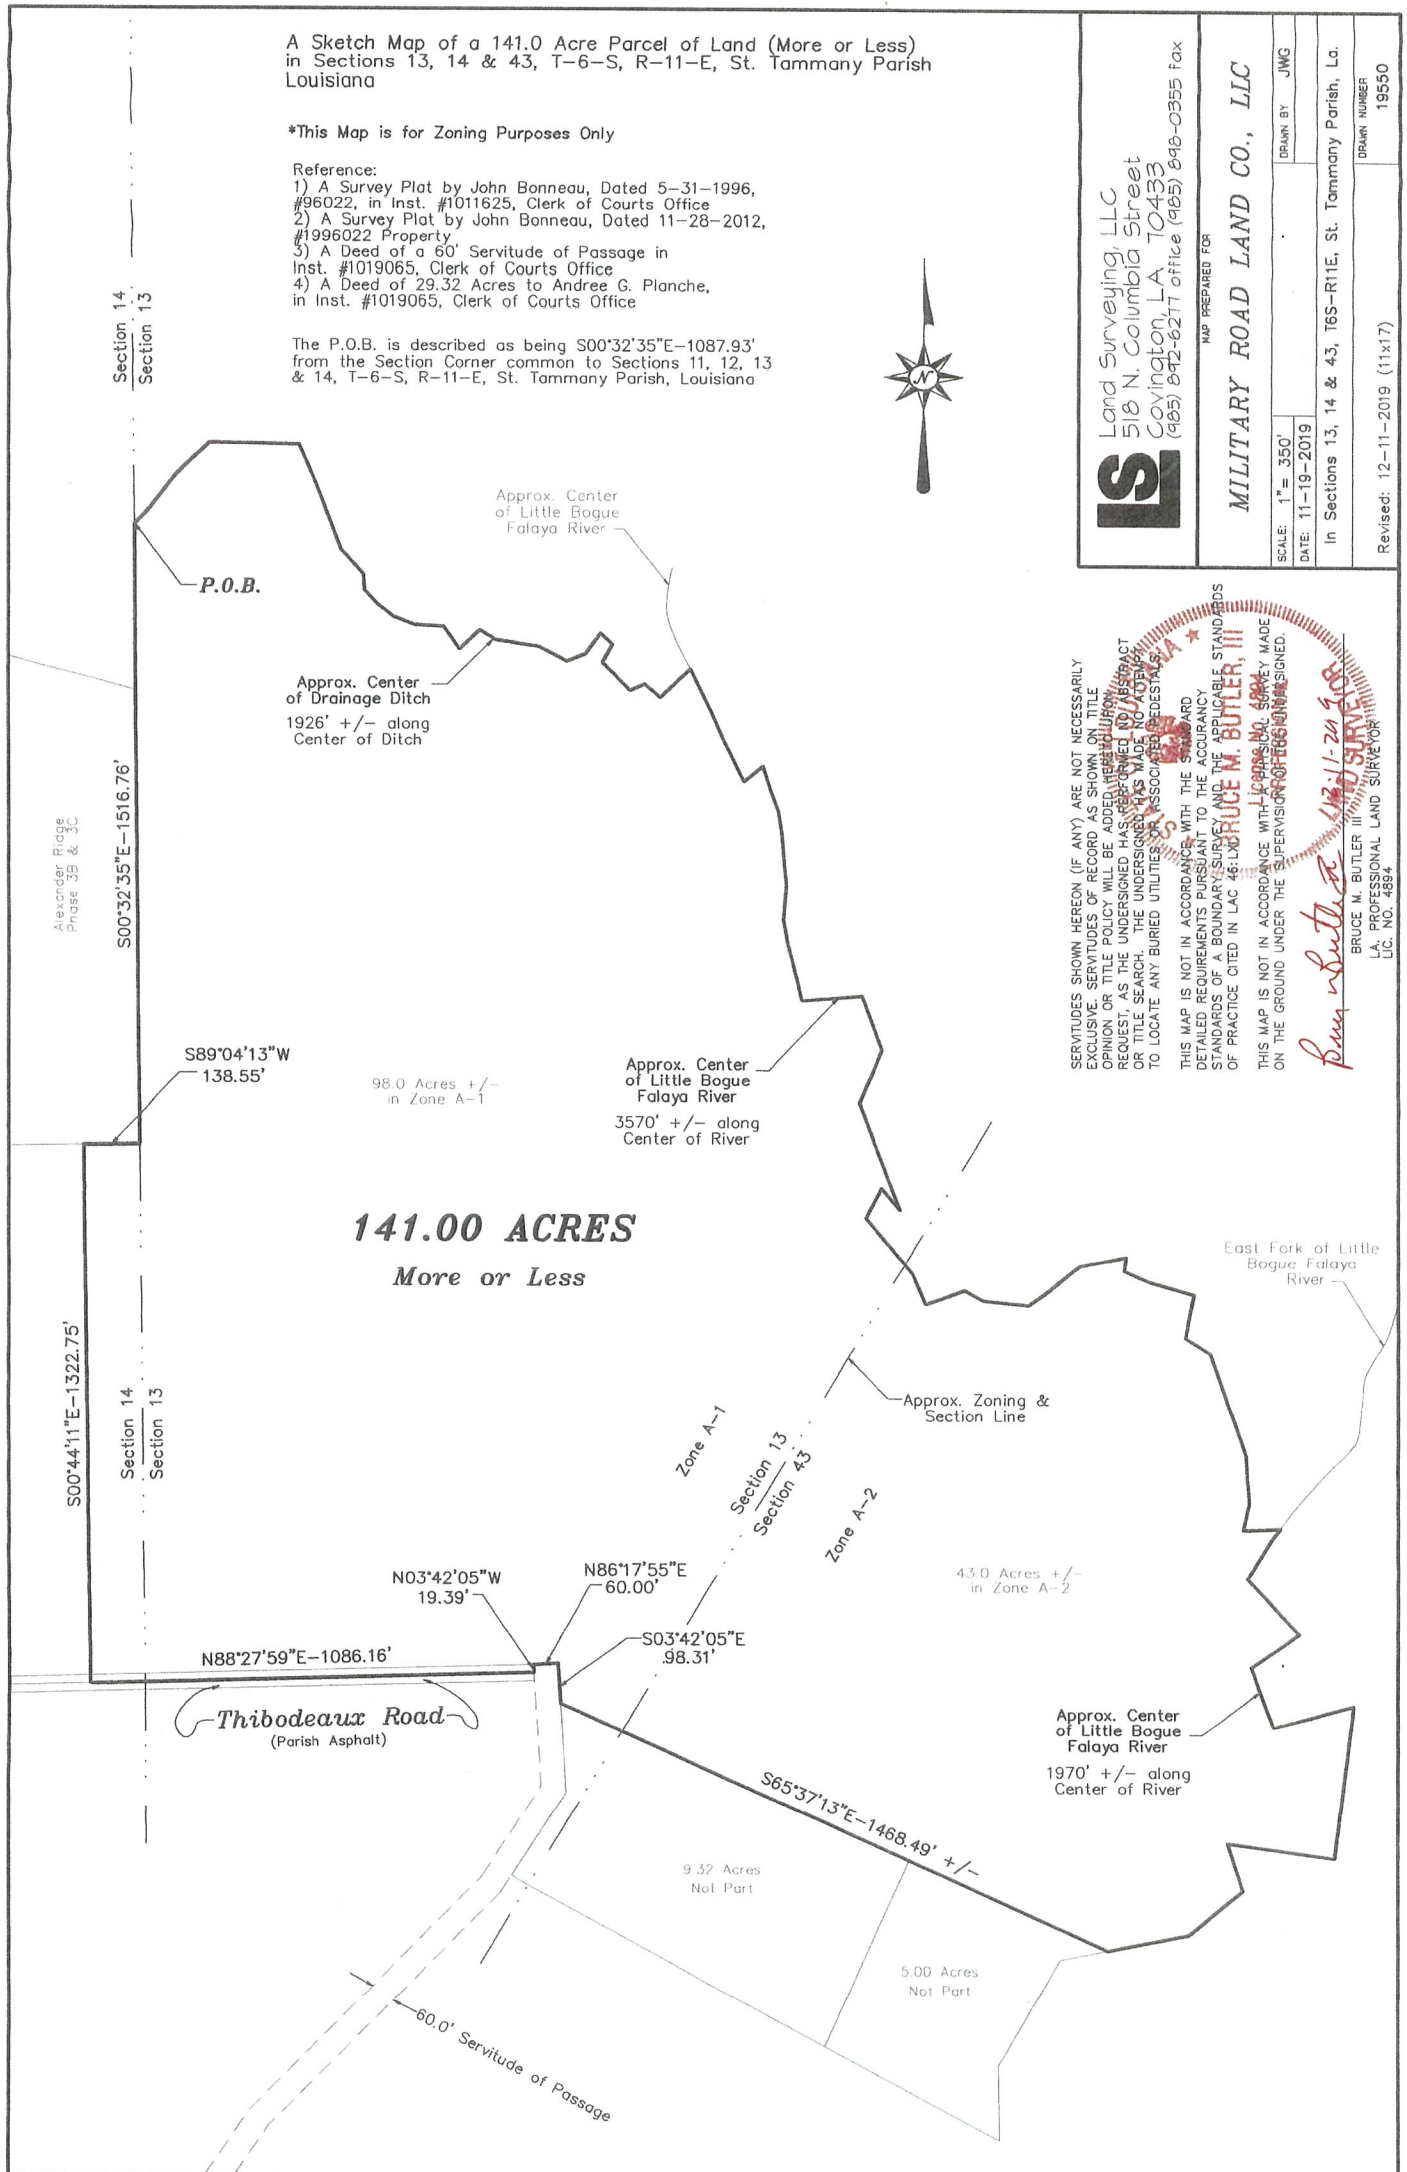 A Sketch Map of a 141.0 Acre Parcel of Land (More or Less)
in Sections 13, 14 & 43, T-6-S, R-11-E, St. Tammany Parish
Louisiana
*This Map is for Zoning Purposes Only
Reference:
1) A Survey Plat by John Bonneau, Dated 5-31-1996,
#96022, in Inst. #1011625, Clerk of Courts Office
2) A Survey Plat by John Bonneau, Dated 11-28-2012,
#1996022 Property
3) A Deed of a 60' Servitude of Passage in
Inst. #1019065, Clerk of Courts Office
4) A Deed of 29.32 Acres to Andree G. Planche,
in Inst. #1019065, Clerk of Courts Office
The P.O.B. is described as being S00°32'35"E-1087.93'
from the Section Corner common to Sections 11, 12, 13
& 14, T-6-S, R-11-E, St. Tammany Parish, Louisiana
Section 14
Section 13
N
P.O.B.
Approx. Center
of Little Bogue
Falaya River
Approx. Center
of Drainage Ditch
1926' +/- along
Center of Ditch
S00°32'35"E-1516.76'
Alexander Ridge
Phase 3B & 3C
S89°04'13"W
138.55'
98.0 Acres +/-
in Zone A-1
Approx. Center
of Little Bogue
Falaya River
3570' +/- along
Center of River
141.00 ACRES
More or Less
East Fork of Little
Bogue Falaya
River
S00°44'11"E-1322.75'
Section 14
Section 13
Approx. Zoning &
Section Line
Zone A-1
Section 13
Section 43
Zone A-2
43.0 Acres +/-
in Zone A-2
N03°42'05"W
19.39'
N86°17'55"E
60.00'
S03°42'05"E
98.31'
N88°27'59"E-1086.16'
Thibodeaux Road
(Parish Asphalt)
Approx. Center
of Little Bogue
Falaya River
1970' +/- along
Center of River
S65°37'13"E-1468.49' +/-
9.32 Acres
Not Part
5.00 Acres
Not Part
60.0' Servitude of Passage
LS
Land Surveying, LLC
518 N. Columbia Street
Covington, LA 70433
(985) 892-6277 office (985) 898-0355 fax
MAP PREPARED FOR
MILITARY ROAD LAND CO., LLC
SCALE: 1"= 350'
DRAWN BY JWG
DATE: 11-19-2019
In Sections 13, 14 & 43, T6S-R11E, St. Tammany Parish, La.
DRAWN NUMBER
19550
Revised: 12-11-2019 (11x17)
SERVITUDES SHOWN HEREON (IF ANY) ARE NOT NECESSARILY
EXCLUSIVE. SERVITUDES OF RECORD AS SHOWN ON TITLE
OPINION OR TITLE POLICY WILL BE ADDED HERETO UPON
REQUEST, AS THE UNDERSIGNED HAS PERFORMED NO ABSTRACT
OR TITLE SEARCH. THE UNDERSIGNED HAS MADE NO ATTEMPT
TO LOCATE ANY BURIED UTILITIES OR ASSOCIATED PEDESTALS.
THIS MAP IS NOT IN ACCORDANCE WITH THE STANDARD
DETAILED REQUIREMENTS PURSUANT TO THE ACCURANCY
STANDARDS OF A BOUNDARY SURVEY AND THE APPLICABLE STANDARDS
OF PRACTICE CITED IN LAC 46:LXI
THIS MAP IS NOT IN ACCORDANCE WITH A PHYSICAL SURVEY MADE
ON THE GROUND UNDER THE SUPERVISION OF THE UNDERSIGNED.
BRUCE M. BUTLER, III
License No. 4894
PROFESSIONAL
LAND SURVEYOR
BRUCE M. BUTLER III
LA. PROFESSIONAL LAND SURVEYOR
LIC. NO. 4894